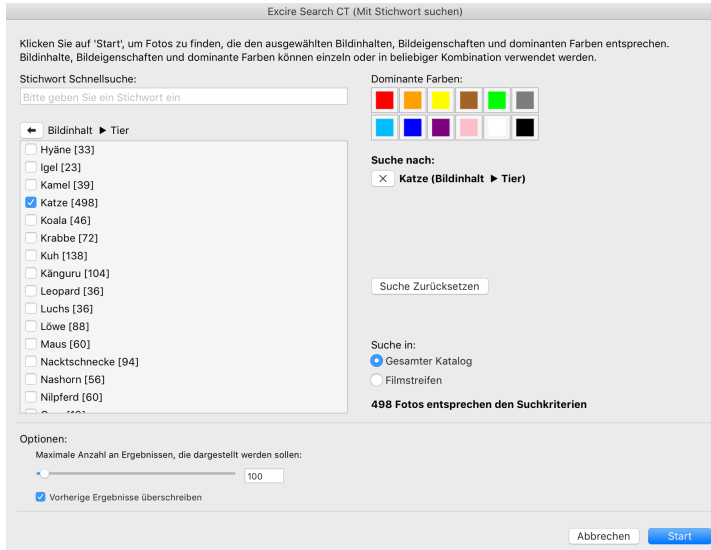 Excire Search CT (Mit Stichwort suchen)
Klicken Sie auf 'Start', um Fotos zu finden, die den ausgewählten Bildinhalten, Bildeigenschaften und dominanten Farben entsprechen.
Bildinhalte, Bildeigenschaften und dominante Farben können einzeln oder in beliebiger Kombination verwendet werden.
Stichwort Schnellsuche:
Bitte geben Sie ein Stichwort ein
Bildinhalt ▶ Tier
Hyäne [33]
Igel [23]
Kamel [39]
Katze [498]
Koala [46]
Krabbe [72]
Kuh [138]
Känguru [104]
Leopard [36]
Luchs [36]
Löwe [88]
Maus [60]
Nacktschnecke [94]
Nashorn [56]
Nilpferd [60]
Dominante Farben:
Suche nach:
Katze (Bildinhalt ▶ Tier)
Suche Zurücksetzen
Suche in:
Gesamter Katalog
Filmstreifen
498 Fotos entsprechen den Suchkriterien
Optionen:
Maximale Anzahl an Ergebnissen, die dargestellt werden sollen:
100
Vorherige Ergebnisse überschreiben
Abbrechen
Start